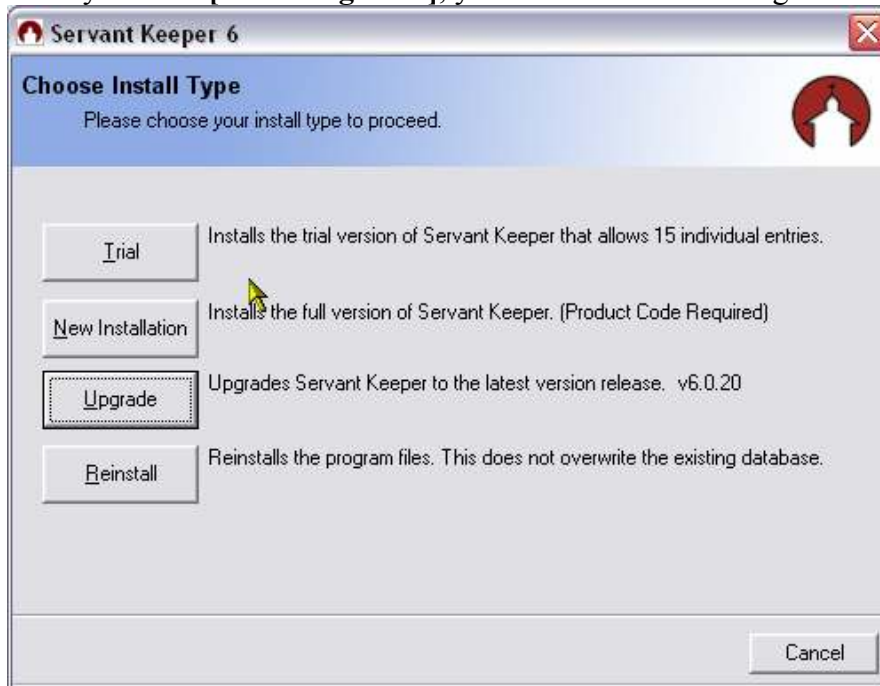 Servant Keeper 6
Choose Install Type
Please choose your install type to proceed.
Trial
Installs the trial version of Servant Keeper that allows 15 individual entries.
New Installation
Installs the full version of Servant Keeper. (Product Code Required)
Upgrade
Upgrades Servant Keeper to the latest version release. v6.0.20
Reinstall
Reinstalls the program files. This does not overwrite the existing database.
Cancel